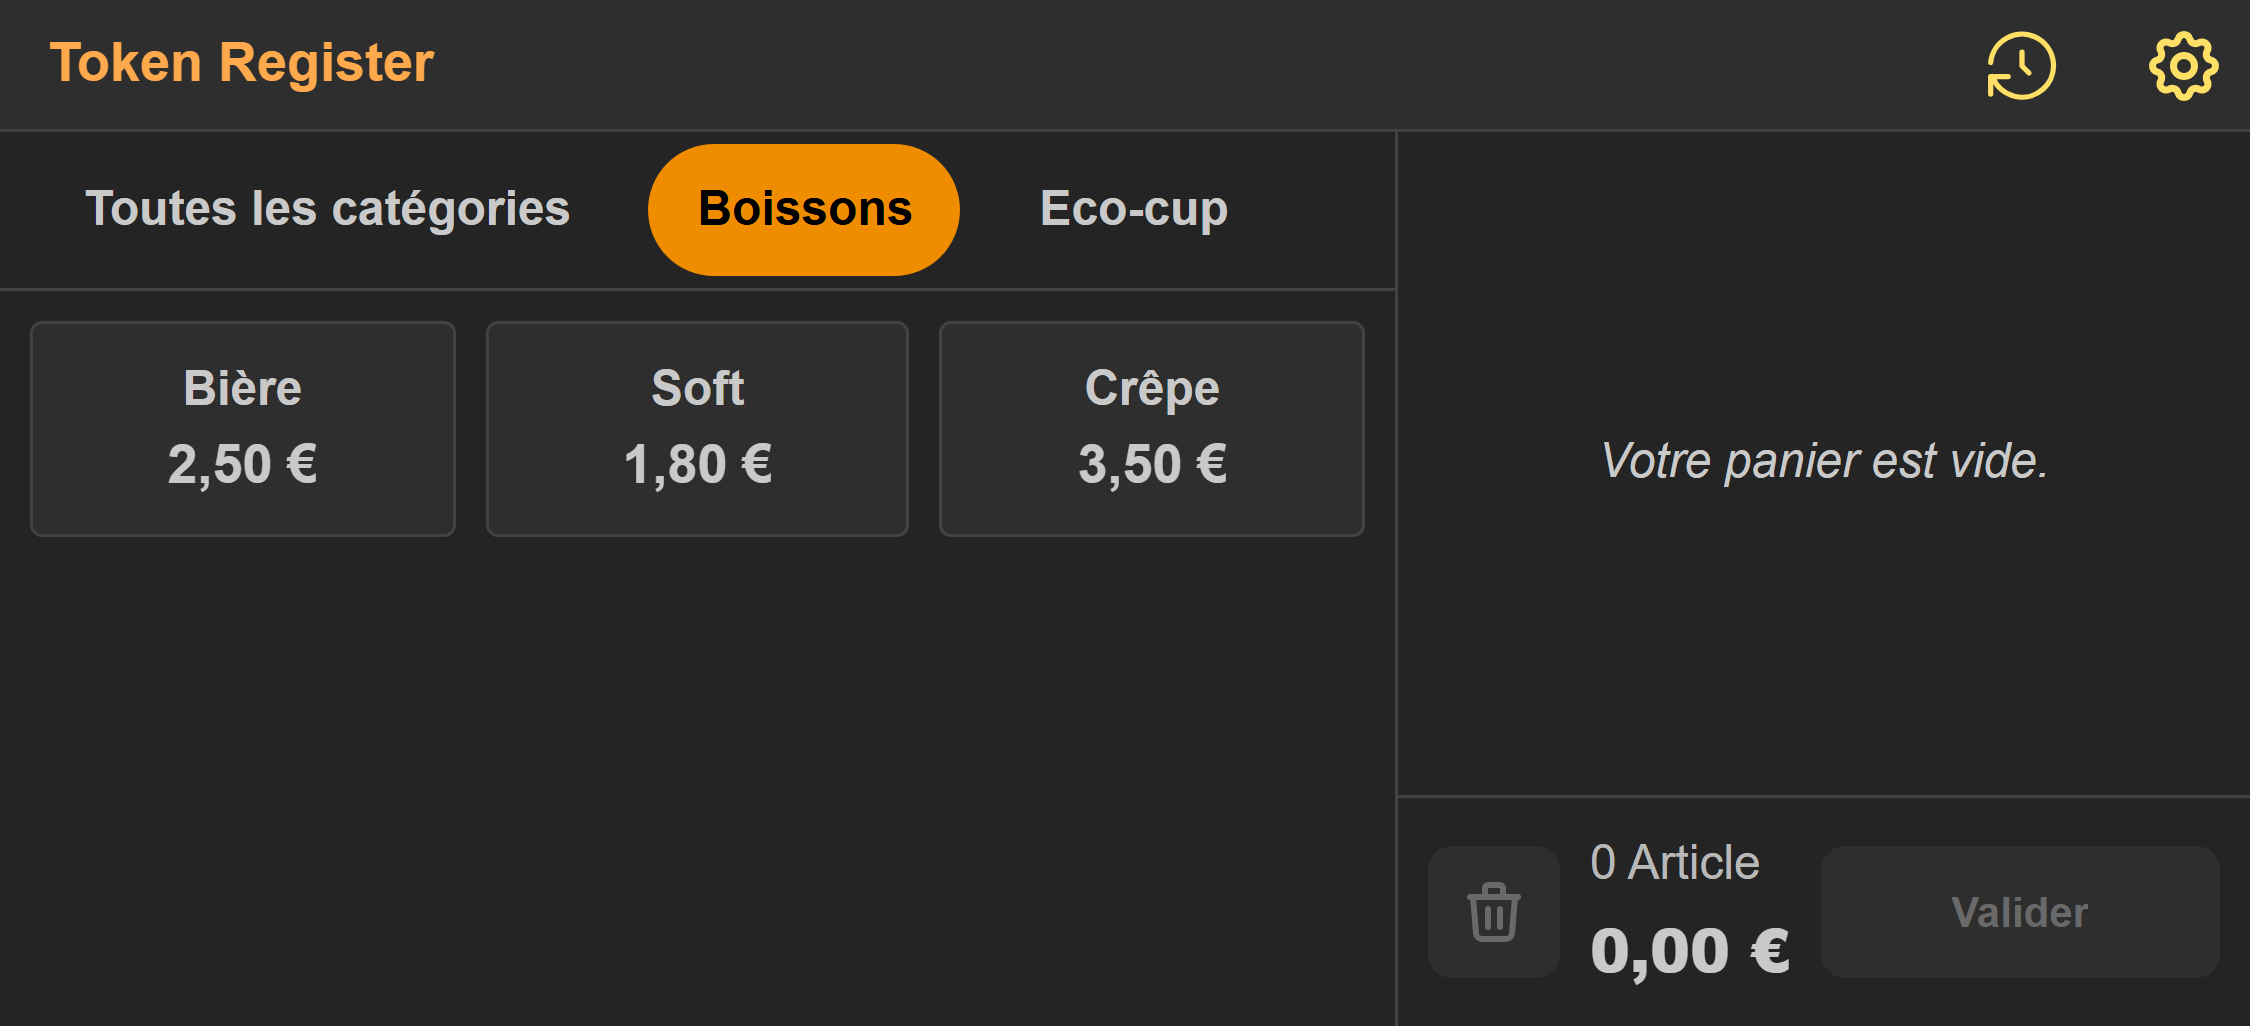 Token Register
Toutes les catégories
Boissons
Eco-cup
Bière
2,50 €
Soft
1,80 €
Crêpe
3,50 €
Votre panier est vide.
0 Article
0,00 €
Valider